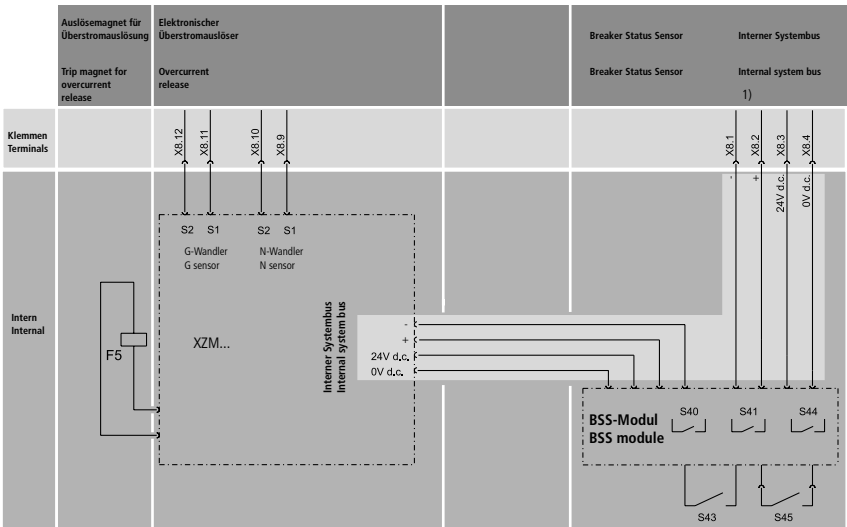 Auslösemagnet für
Überstromauslösung
Elektronischer
Überstromauslöser
Breaker Status Sensor
Interner Systembus
Trip magnet for
overcurrent
release
Overcurrent
release
Breaker Status Sensor
Internal system bus
1)
Klemmen
Terminals
X8.12
X8.11
X8.10
X8.9
X8.1
X8.2
X8.3
X8.4
-
+
24V d.c.
0V d.c.
S2 S1
S2 S1
G-Wandler
G sensor
N-Wandler
N sensor
Intern
Internal
F5
XZM...
Interner Systembus
Internal system bus
-
+
24V d.c.
0V d.c.
BSS-Modul
BSS module
S40
S41
S44
S43
S45